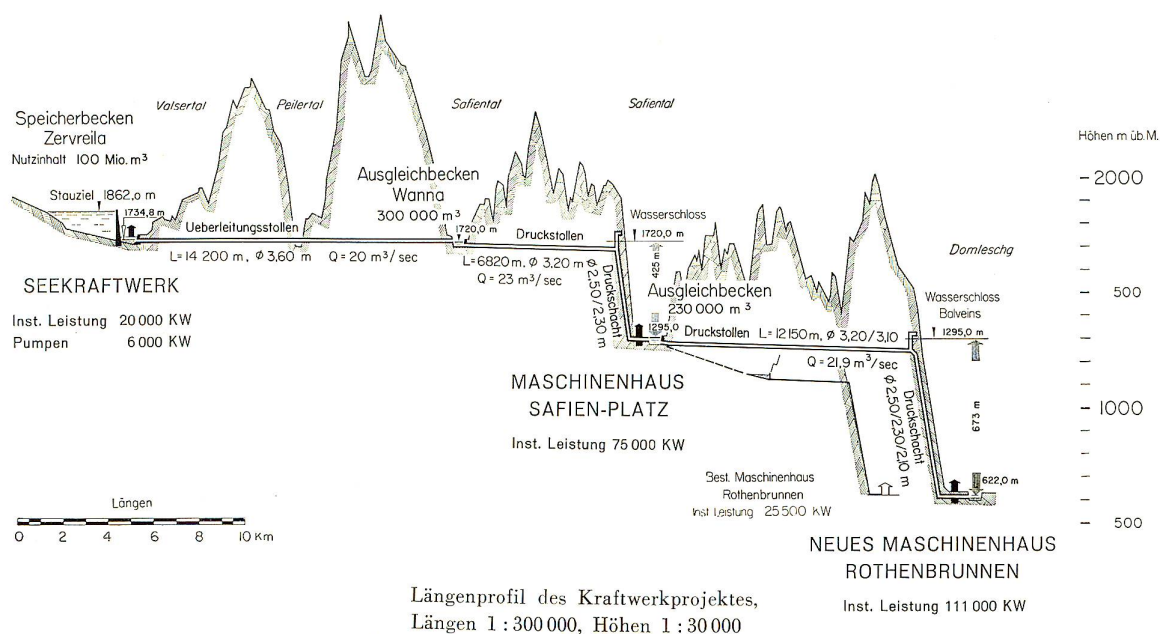 Valsertal
Peilertal
Safiental
Safiental
Speicherbecken
Zervreila
Nutzinhalt 100 Mio. m³
Stauziel 1862,0 m
1734,8 m
Ueberleitungsstollen
L=14 200 m, ϕ 3,60 m Q = 20 m³/sec
Ausgleichbecken
Wanna
300 000 m³
1720,0 m
Druckstollen
L=6820 m, ϕ 3,20 m
Q = 23 m³/sec
Wasserschloss
1720,0 m
425 m
Druckschacht
ϕ 2,50/2,30 m
SEEKRAFTWERK
Inst. Leistung 20 000 KW
Pumpen 6 000 KW
Ausgleichbecken
230 000 m³
1295,0
Druckstollen L = 12 150 m, ϕ 3,20/3,10
Q = 21,9 m³/sec
MASCHINENHAUS
SAFIEN-PLATZ
Inst. Leistung 75 000 KW
Domleschg
Wasserschloss
Balveins
1295,0 m
673 m
Druckschacht
ϕ 2,50/2,30/2,10 m
622,0 m
Best. Maschinenhaus
Rothenbrunnen
Inst Leistung 25 500 KW
NEUES MASCHINENHAUS
ROTHENBRUNNEN
Inst. Leistung 111 000 KW
Höhen m üb. M.
2000
500
1000
500
Längen
0 2 4 6 8 10 Km
Längenprofil des Kraftwerkprojektes,
Längen 1 : 300 000, Höhen 1 : 30 000